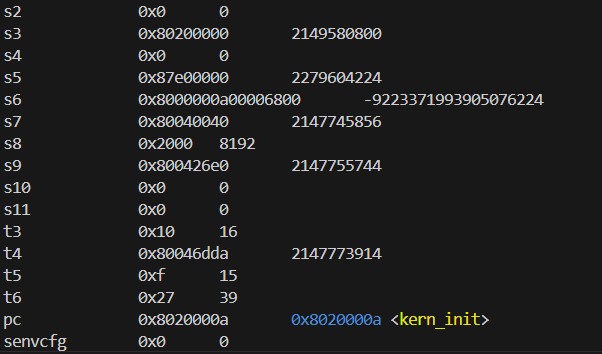 s2 0x0 0
s3 0x80200000 2149580800
s4 0x0 0
s5 0x87e00000 2279604224
s6 0x8000000a00006800 -9223371993905076224
s7 0x80040040 2147745856
s8 0x2000 8192
s9 0x800426e0 2147755744
s10 0x0 0
s11 0x0 0
t3 0x10 16
t4 0x80046dda 2147773914
t5 0xf 15
t6 0x27 39
pc 0x8020000a 0x8020000a <kern_init>
senvcfg 0x0 0